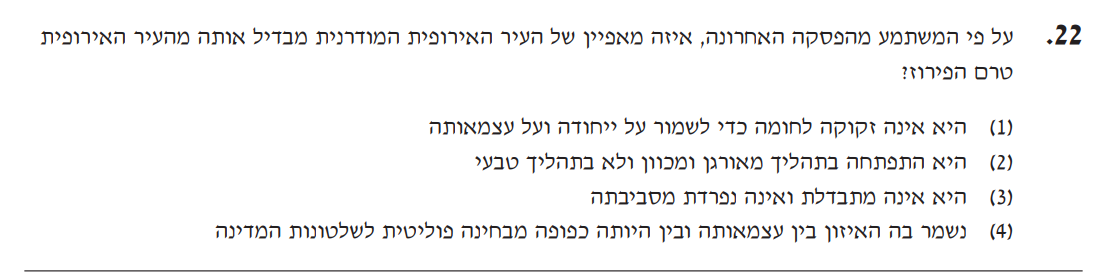 22. על פי המשתמע מהפסקה האחרונה, איזה מאפיין של העיר האירופית המודרנית מבדיל אותה מהעיר האירופית
טרם הפירוז?
(1) היא אינה זקוקה לחומה כדי לשמור על ייחודה ועל עצמאותה
(2) היא התפתחה בתהליך מאורגן ומכוון ולא בתהליך טבעי
(3) היא אינה מתבדלת ואינה נפרדת מסביבתה
(4) נשמר בה האיזון בין עצמאותה ובין היותה כפופה מבחינה פוליטית לשלטונות המדינה